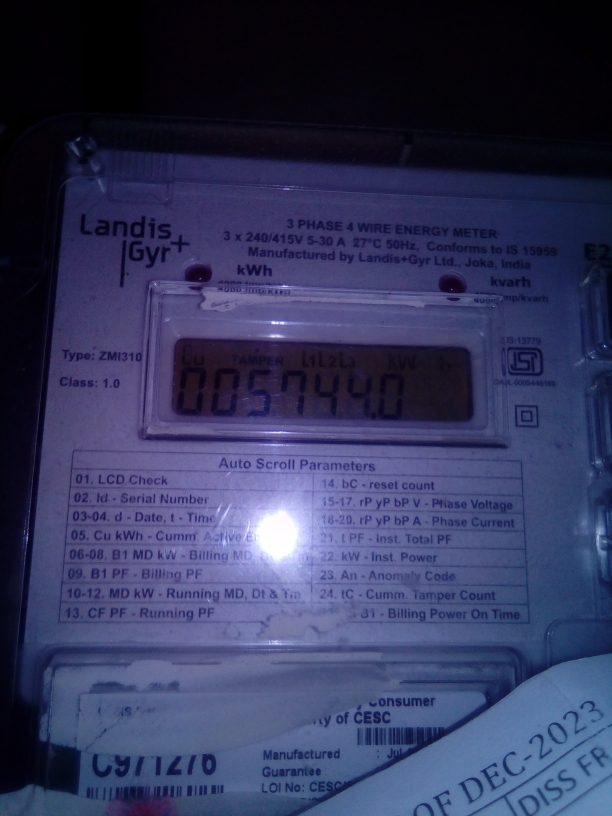 Landis
Gyr+
3 PHASE 4 WIRE ENERGY METER
3 x 240/415V 5-30 A 27°C 50Hz, Conforms to IS 15959
Manufactured by Landis+Gyr Ltd., Joka, India
kWh
kvarh
Type: ZMI310
Class: 1.0
IS:13779
Cu TAMPER L1L2L3 kW
005744.0
Auto Scroll Parameters
01. LCD Check
02. Id - Serial Number
03-04. d - Date, t - Time
05. Cu kWh - Cumm. Active
06-08. B1 MD kW - Billing MD,
09. B1 PF - Billing PF
10-12. MD kW - Running MD, Dt & Tm
13. CF PF - Running PF
14. bC - reset count
15-17. rP yP bP V - Phase Voltage
18-20. rP yP bP A - Phase Current
21. t PF - Inst. Total PF
22. kW - Inst. Power
23. An - Anomaly Code
24. tC - Cumm. Tamper Count
B1 - Billing Power On Time
Consumer
of CESC
C971276
Manufactured :
Guarantee
LOI No: CESC
OF DEC-2023
DISS FR